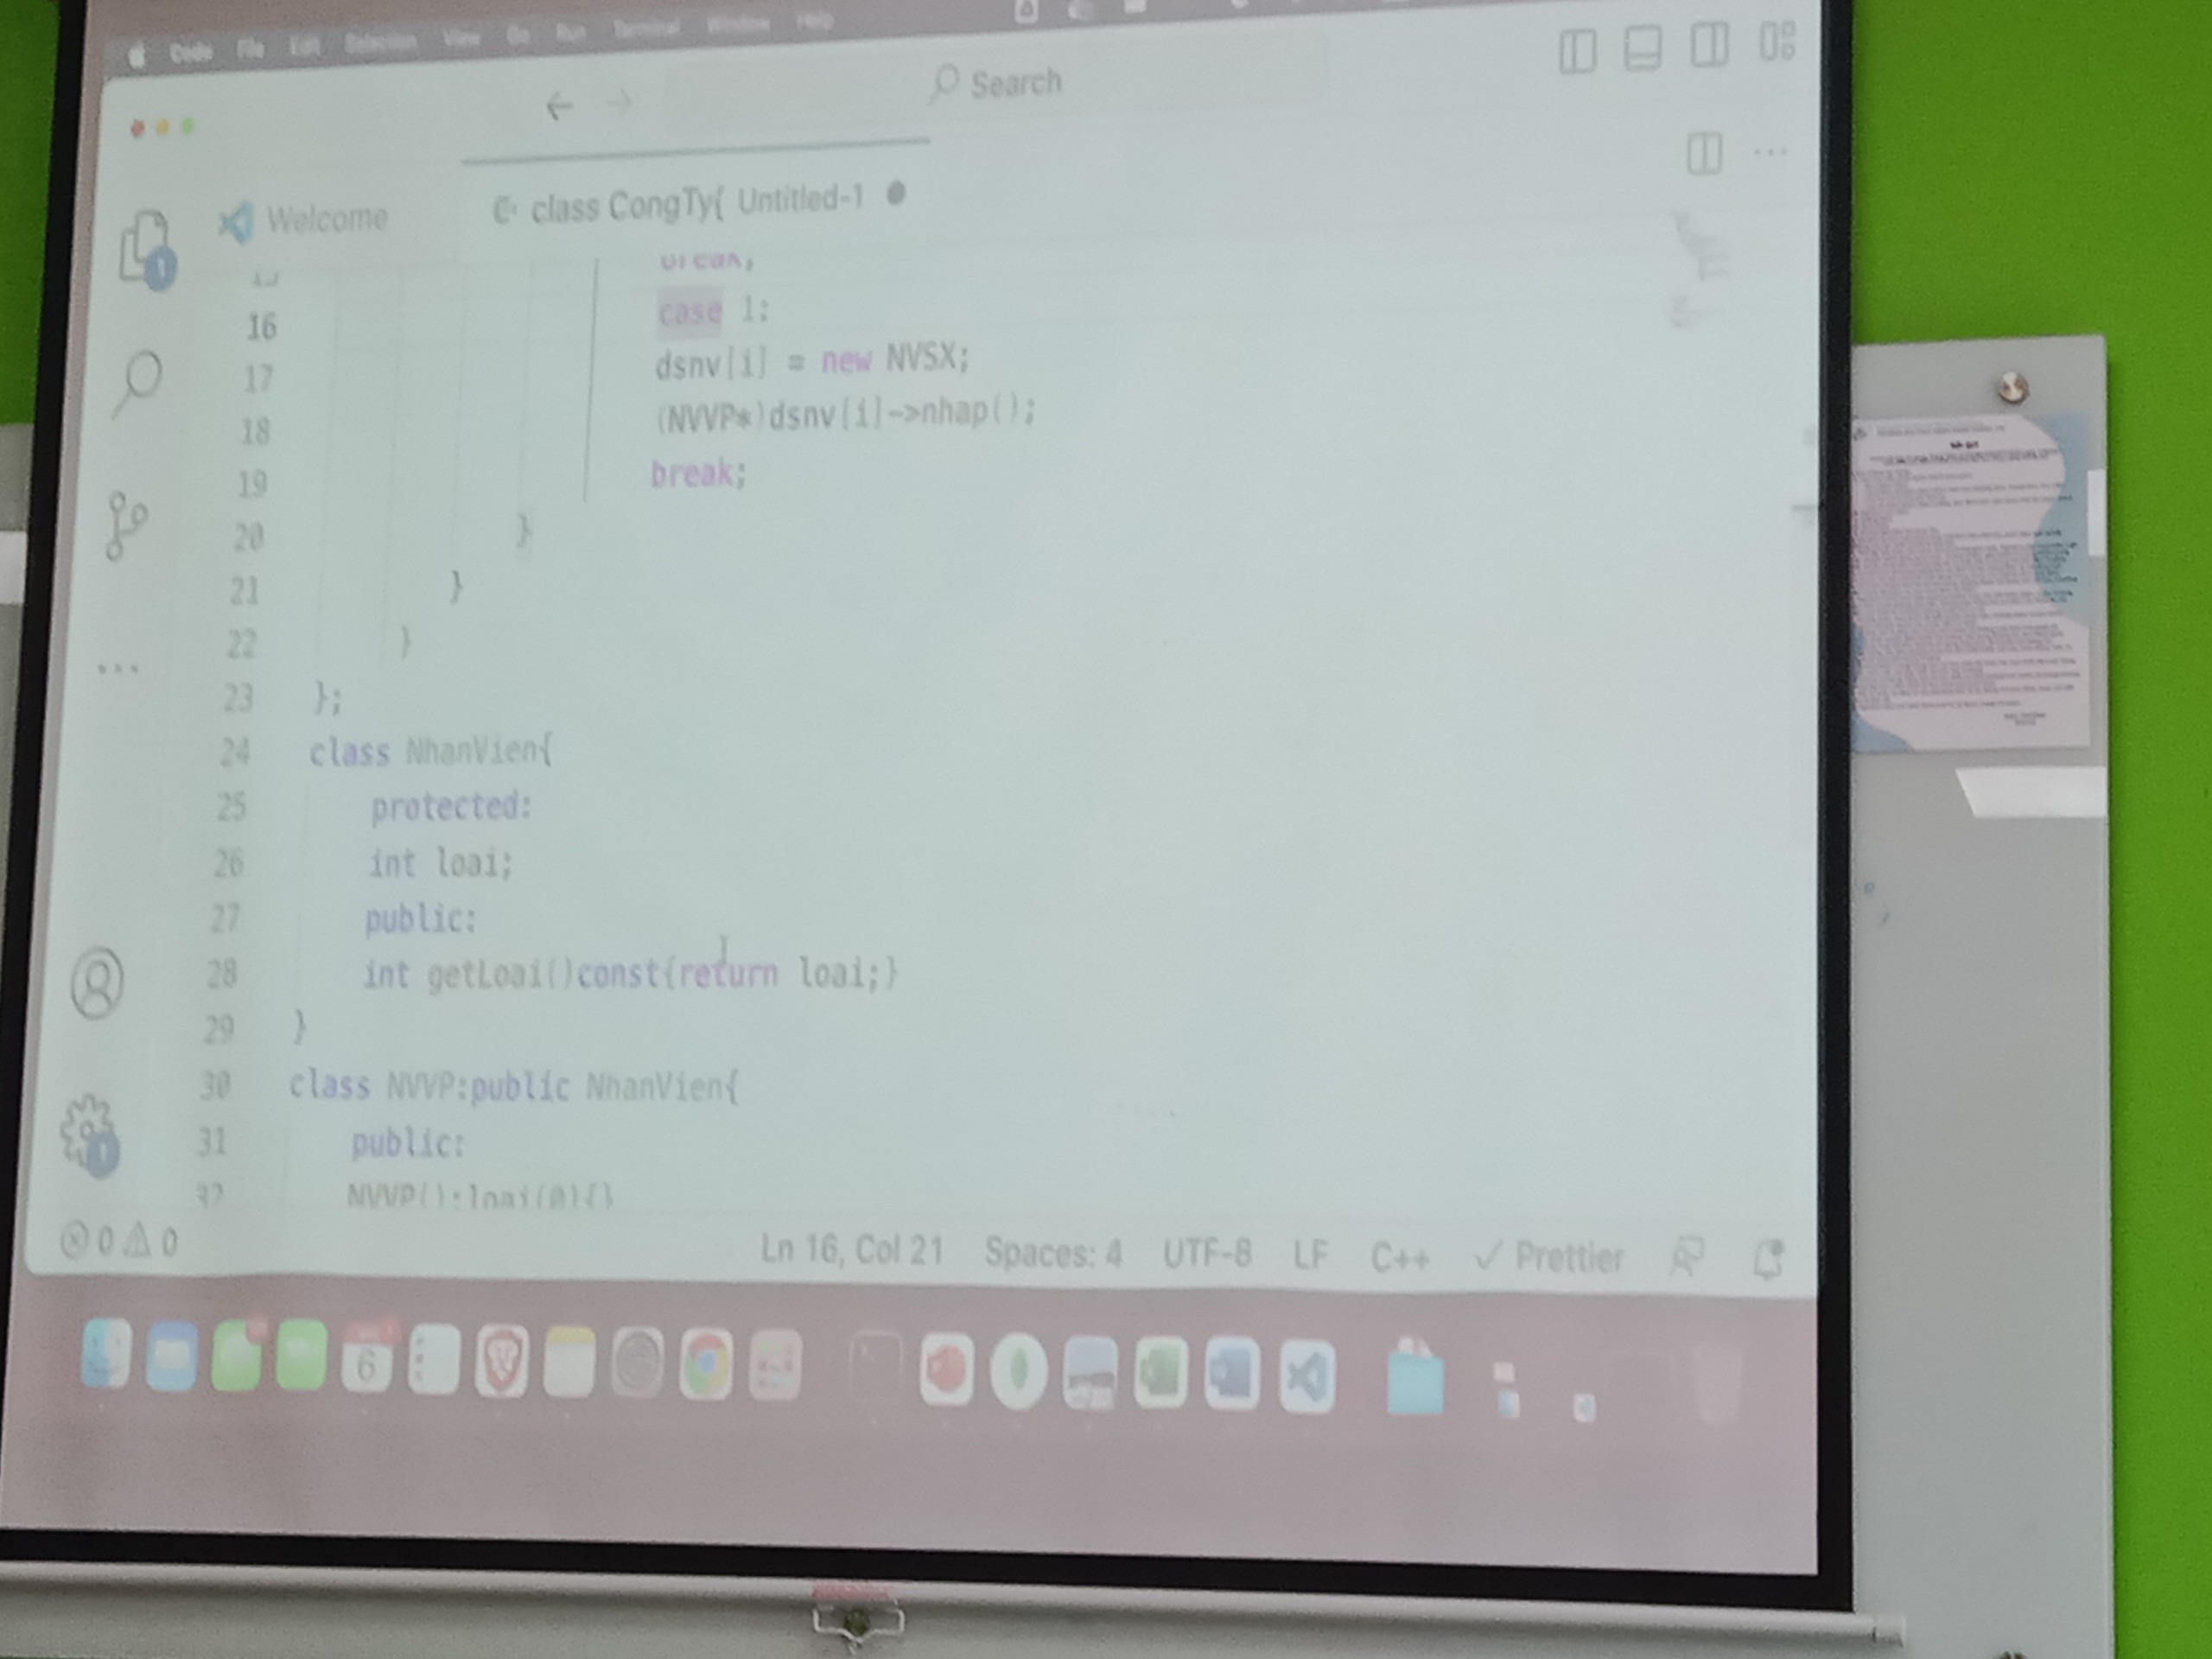 Code File Edit Selection View Go Run Terminal Window Help
Search
Welcome
class CongTy{ Untitled-1
break;
16 case 1:
17 dsnv[i] = new NVSX;
18 (NVVP*)dsnv[i]->nhap();
19 break;
20 }
21 }
22 }
23 };
24 class NhanVien{
25 protected:
26 int loai;
27 public:
28 int getLoai()const{return loai;}
29 }
30 class NVVP:public NhanVien{
31 public:
32 NVVP():loai(0){}
0 0 Ln 16, Col 21 Spaces: 4 UTF-8 LF C++ Prettier
6